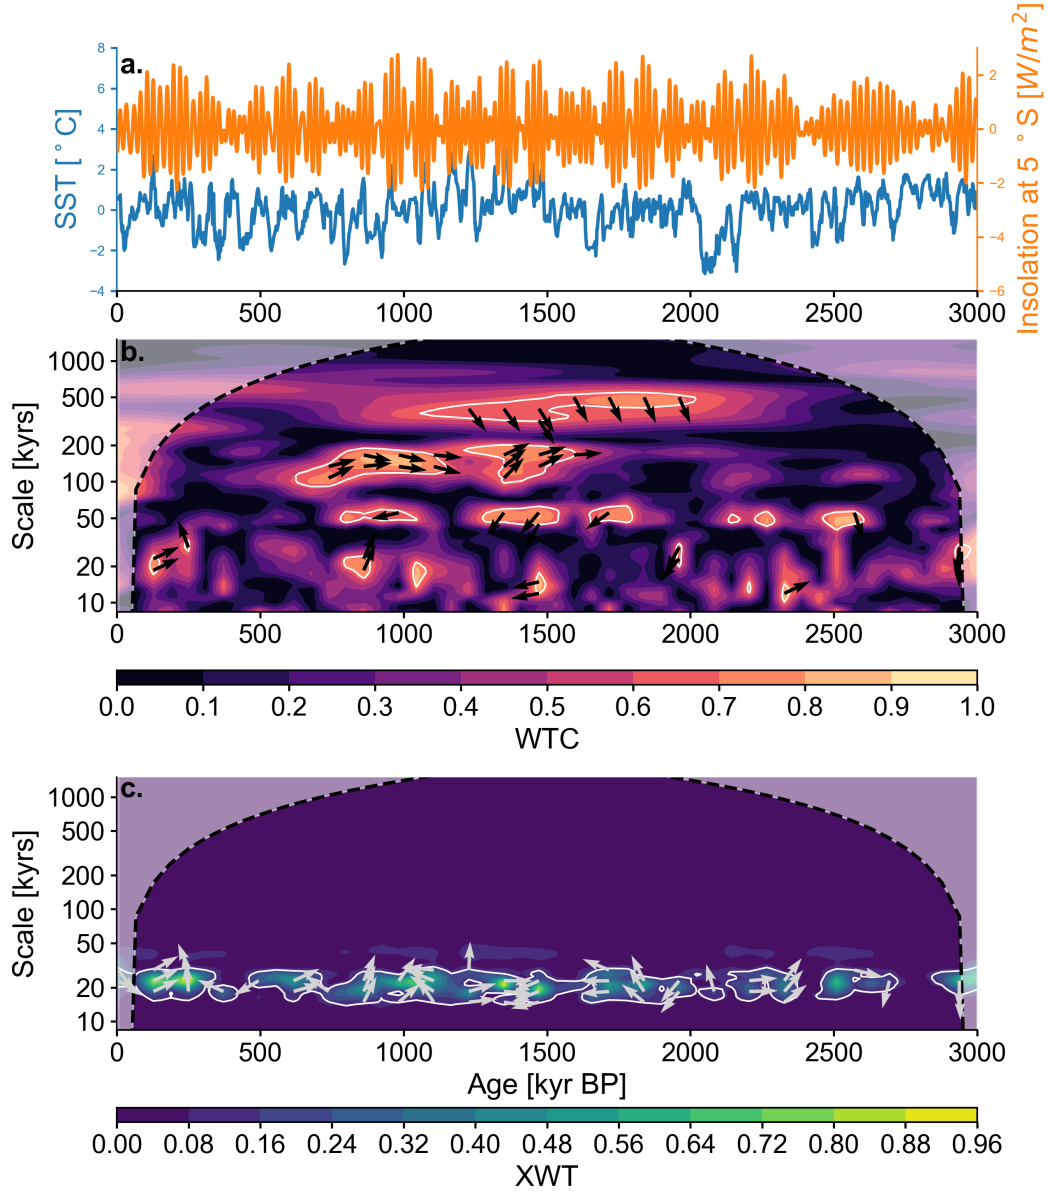 a.
8
6
4
2
0
−2
−4
SST [°C]
2
0
−2
−4
−6
Insolation at 5 °S [W/m²]
0 500 1000 1500 2000 2500 3000
b.
1000
500
200
100
50
20
10
Scale [kyrs]
0 500 1000 1500 2000 2500 3000
0.0 0.1 0.2 0.3 0.4 0.5 0.6 0.7 0.8 0.9 1.0
WTC
c.
1000
500
200
100
50
20
10
Scale [kyrs]
0 500 1000 1500 2000 2500 3000
Age [kyr BP]
0.00 0.08 0.16 0.24 0.32 0.40 0.48 0.56 0.64 0.72 0.80 0.88 0.96
XWT